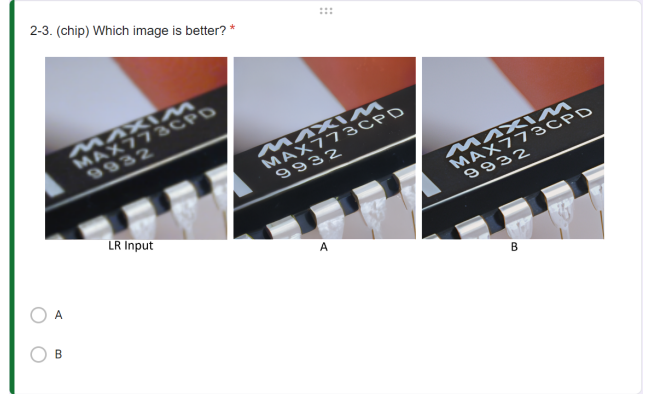 2-3. (chip) Which image is better? *
MAXIM
MAX773CPD
9932
MAXIM
MAX773CPD
9932
MAXIM
MAX773CPD
9932
LR Input
A
B
A
B